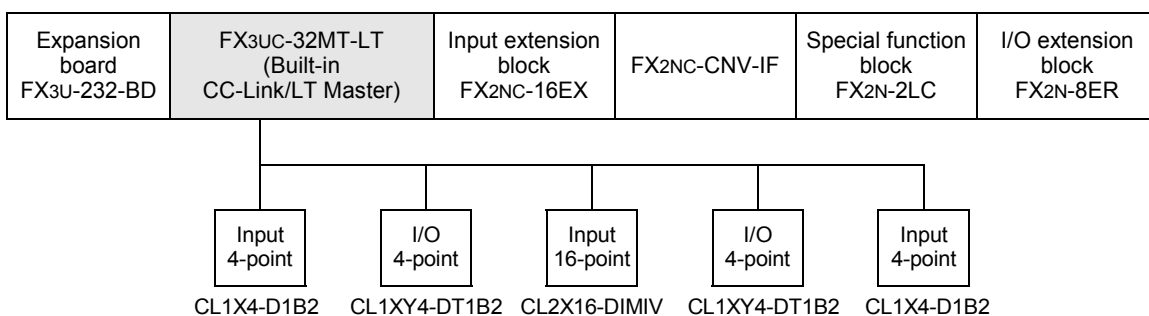 Expansion
board
FX3U-232-BD
FX3UC-32MT-LT
(Built-in
CC-Link/LT Master)
Input extension
block
FX2NC-16EX
FX2NC-CNV-IF
Special function
block
FX2N-2LC
I/O extension
block
FX2N-8ER
Input
4-point
I/O
4-point
Input
16-point
I/O
4-point
Input
4-point
CL1X4-D1B2
CL1XY4-DT1B2
CL2X16-DIMIV
CL1XY4-DT1B2
CL1X4-D1B2